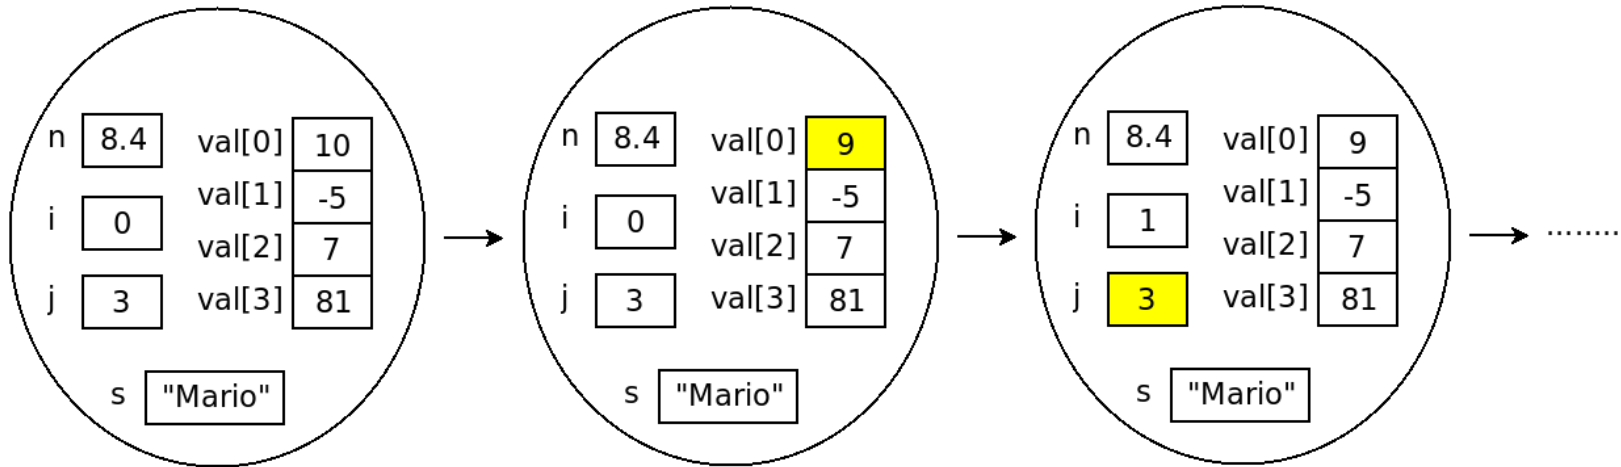 n 8.4 val[0] 10
val[1] -5
i 0
val[2] 7
j 3 val[3] 81
s "Mario"
n 8.4 val[0] 9
val[1] -5
i 0
val[2] 7
j 3 val[3] 81
s "Mario"
n 8.4 val[0] 9
val[1] -5
i 1
val[2] 7
j 3 val[3] 81
s "Mario"
........